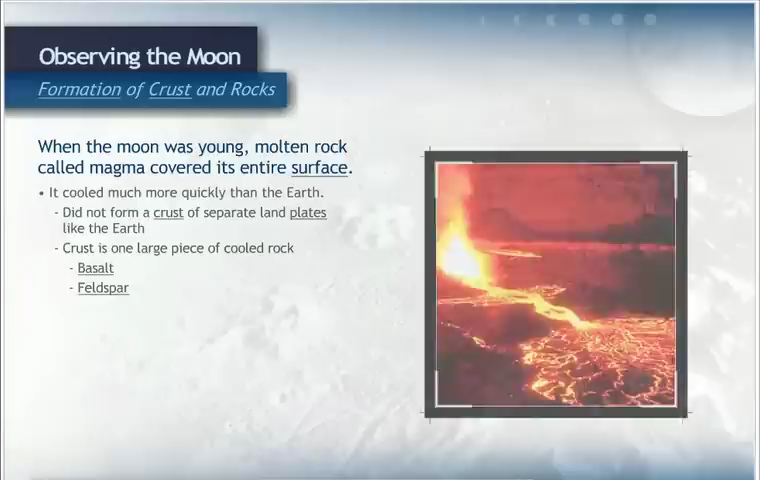 Observing the Moon
Formation of Crust and Rocks
When the moon was young, molten rock
called magma covered its entire surface.
• It cooled much more quickly than the Earth.
- Did not form a crust of separate land plates
like the Earth
- Crust is one large piece of cooled rock
- Basalt
- Feldspar